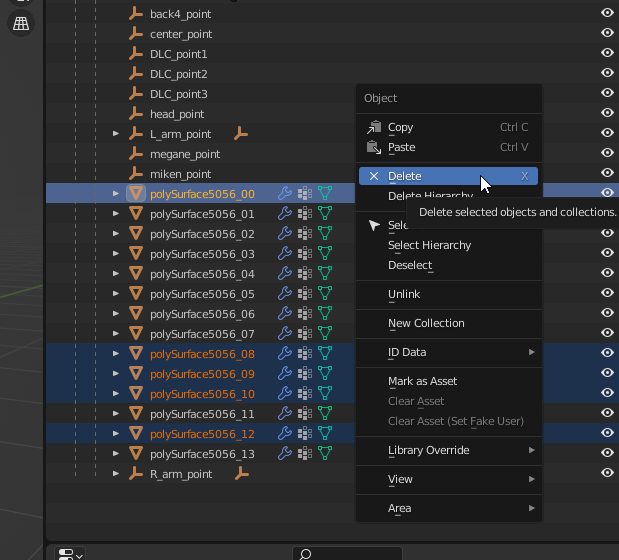 back4_point
center_point
DLC_point1
DLC_point2
DLC_point3
head_point
L_arm_point
megane_point
miken_point
polySurface5056_00
polySurface5056_01
polySurface5056_02
polySurface5056_03
polySurface5056_04
polySurface5056_05
polySurface5056_06
polySurface5056_07
polySurface5056_08
polySurface5056_09
polySurface5056_10
polySurface5056_11
polySurface5056_12
polySurface5056_13
R_arm_point
Object
Copy Ctrl C
Paste Ctrl V
Delete X
Delete Hierarchy
Delete selected objects and collections.
Select Hierarchy
Deselect
Unlink
New Collection
ID Data
Mark as Asset
Clear Asset
Clear Asset (Set Fake User)
Library Override
View
Area